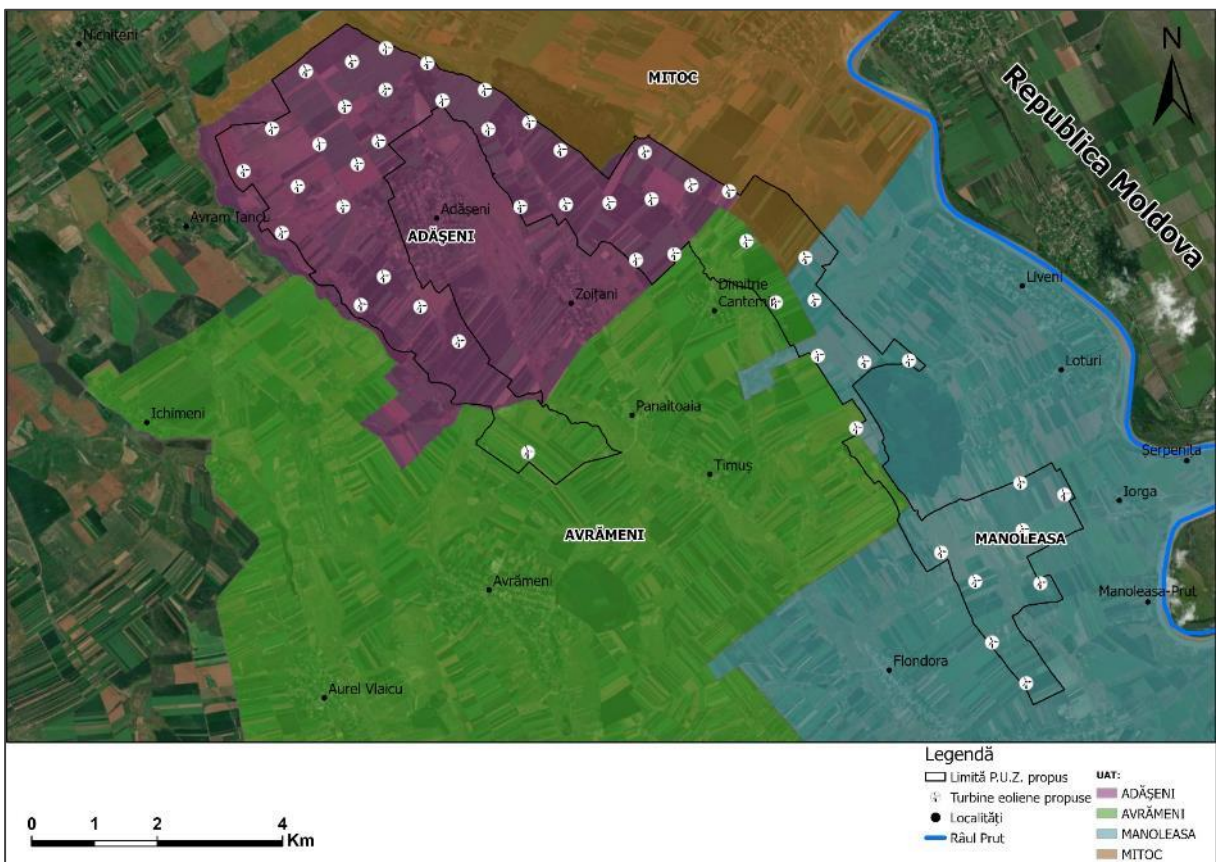 Nichiteni
MITOC
N
Republica Moldova
Avram Iancu
Adășeni
ADĂȘENI
Zoițani
Dimitrie
Cantemir
Liveni
Loturi
Ichimeni
Panaitoaia
Timuș
Șerpenița
Iorga
AVRĂMENI
MANOLEASA
Avrămeni
Manoleasa-Prut
Flondora
Aurel Vlaicu
Legendă
Limită P.U.Z. propus
Turbine eoliene propuse
Localități
Râul Prut
UAT:
ADĂȘENI
AVRĂMENI
MANOLEASA
MITOC
0 1 2 4
Km